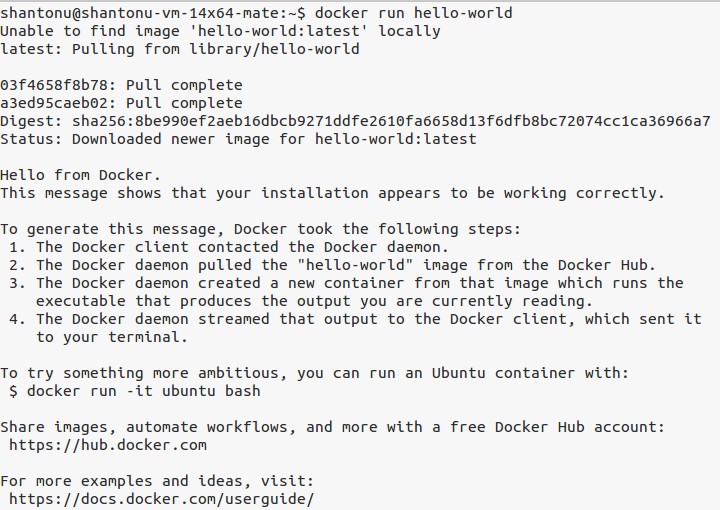 shantonu@shantonu-vm-14x64-mate:~$ docker run hello-world
Unable to find image 'hello-world:latest' locally
latest: Pulling from library/hello-world
03f4658f8b78: Pull complete
a3ed95caeb02: Pull complete
Digest: sha256:8be990ef2aeb16dbcb9271ddfe2610fa6658d13f6dfb8bc72074cc1ca36966a7
Status: Downloaded newer image for hello-world:latest
Hello from Docker.
This message shows that your installation appears to be working correctly.
To generate this message, Docker took the following steps:
1. The Docker client contacted the Docker daemon.
2. The Docker daemon pulled the "hello-world" image from the Docker Hub.
3. The Docker daemon created a new container from that image which runs the
executable that produces the output you are currently reading.
4. The Docker daemon streamed that output to the Docker client, which sent it
to your terminal.
To try something more ambitious, you can run an Ubuntu container with:
$ docker run -it ubuntu bash
Share images, automate workflows, and more with a free Docker Hub account:
https://hub.docker.com
For more examples and ideas, visit:
https://docs.docker.com/userguide/